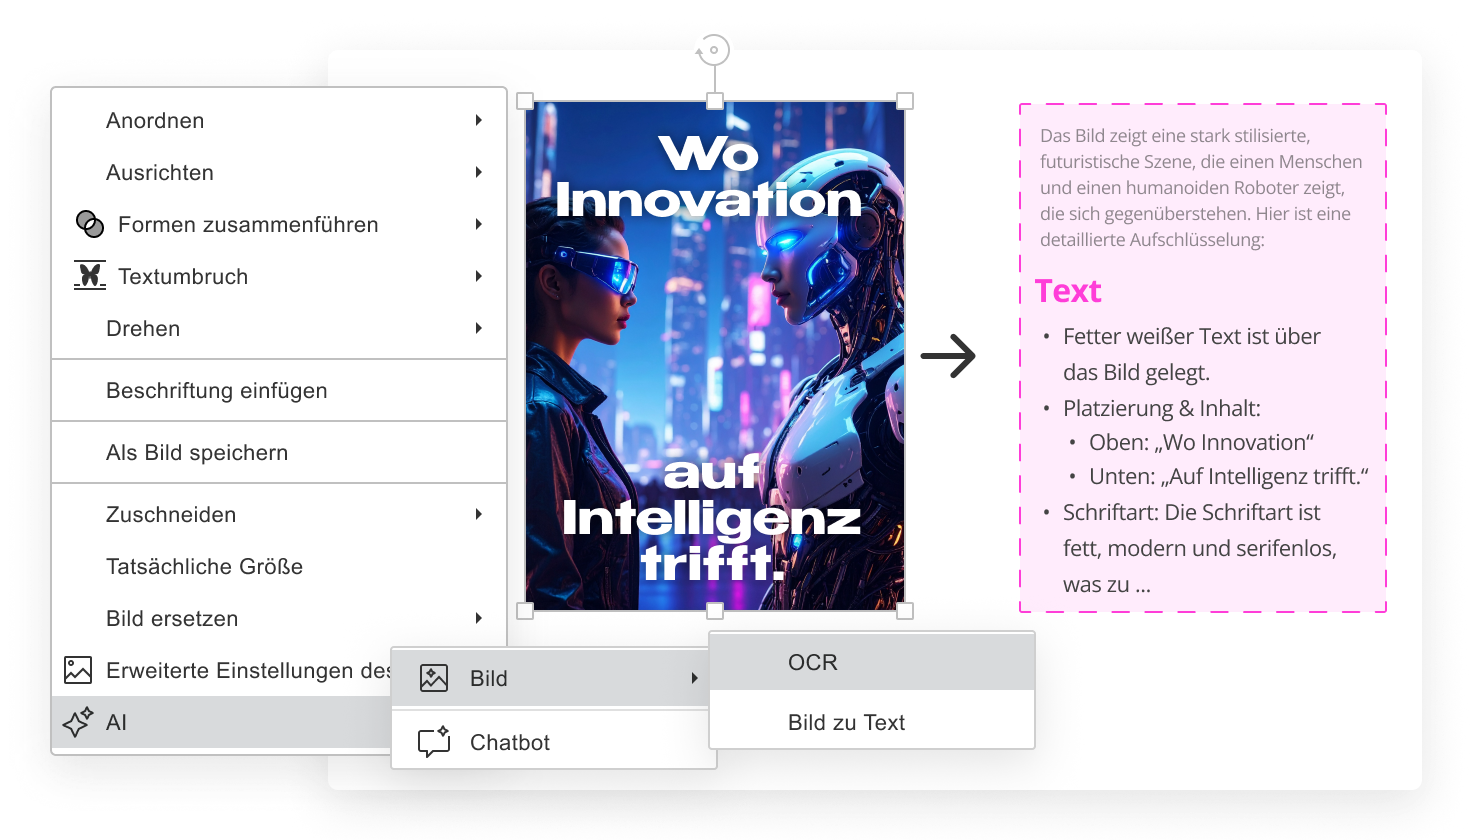 Anordnen
Ausrichten
Formen zusammenführen
Textumbruch
Drehen
Beschriftung einfügen
Als Bild speichern
Zuschneiden
Tatsächliche Größe
Bild ersetzen
Erweiterte Einstellungen des
AI
Bild
Chatbot
OCR
Bild zu Text
Wo
Innovation
auf
Intelligenz
trifft.
Das Bild zeigt eine stark stilisierte,
futuristische Szene, die einen Menschen
und einen humanoiden Roboter zeigt,
die sich gegenüberstehen. Hier ist eine
detaillierte Aufschlüsselung:
Text
• Fetter weißer Text ist über
das Bild gelegt.
• Platzierung & Inhalt:
• Oben: „Wo Innovation“
• Unten: „Auf Intelligenz trifft.“
• Schriftart: Die Schriftart ist
fett, modern und serifenlos,
was zu ...